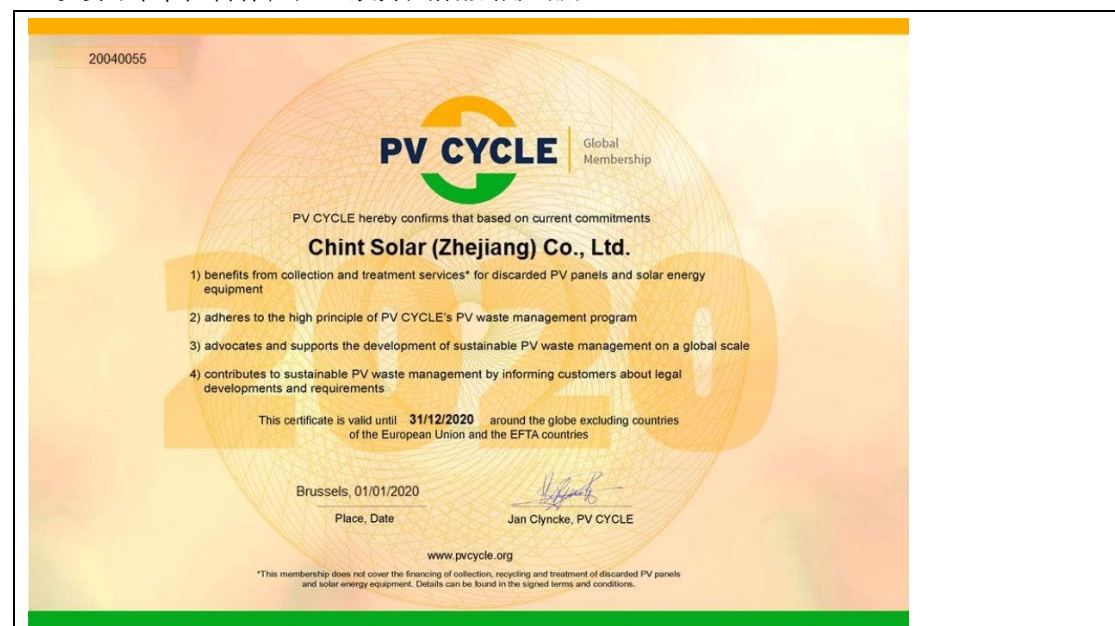 20040055
PV CYCLE
Global
Membership
PV CYCLE hereby confirms that based on current commitments
Chint Solar (Zhejiang) Co., Ltd.
1) benefits from collection and treatment services* for discarded PV panels and solar energy
equipment
2) adheres to the high principle of PV CYCLE's PV waste management program
3) advocates and supports the development of sustainable PV waste management on a global scale
4) contributes to sustainable PV waste management by informing customers about legal
developments and requirements
2020
This certificate is valid until 31/12/2020 around the globe excluding countries
of the European Union and the EFTA countries
Brussels, 01/01/2020
Place, Date
Jan Clyncke, PV CYCLE
www.pvcycle.org
*This membership does not cover the financing of collection, recycling and treatment of discarded PV panels
and solar energy equipment. Details can be found in the signed terms and conditions.